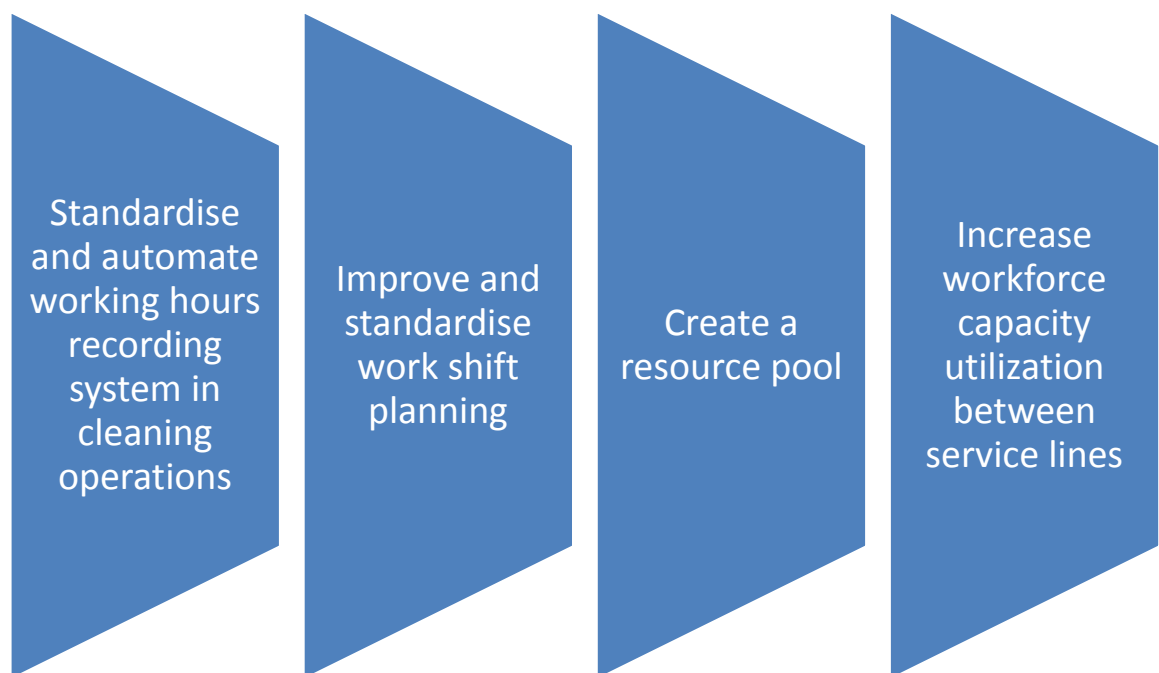 Standardise
and automate
working hours
recording
system in
cleaning
operations
Improve and
standardise
work shift
planning
Create a
resource pool
Increase
workforce
capacity
utilization
between
service lines